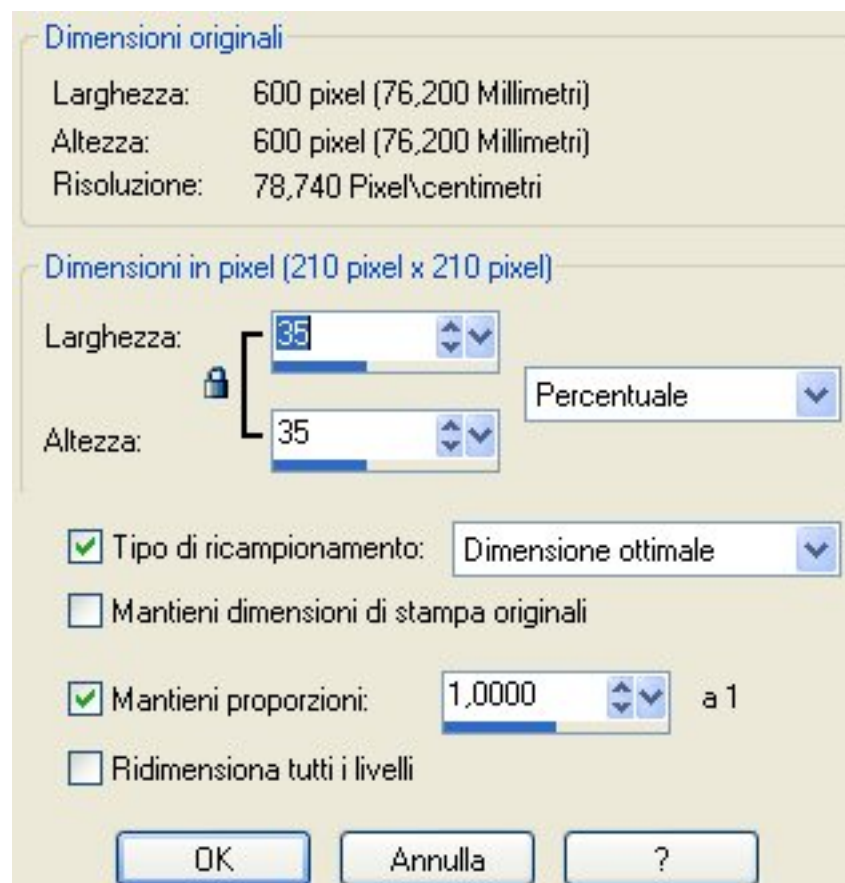 Dimensioni originali
Larghezza: 600 pixel (76,200 Millimetri)
Altezza: 600 pixel (76,200 Millimetri)
Risoluzione: 78,740 Pixel\centimetri
Dimensioni in pixel (210 pixel x 210 pixel)
Larghezza: 35
Percentuale
Altezza: 35
Tipo di ricampionamento: Dimensione ottimale
Mantieni dimensioni di stampa originali
Mantieni proporzioni: 1,0000 a 1
Ridimensiona tutti i livelli
OK Annulla ?